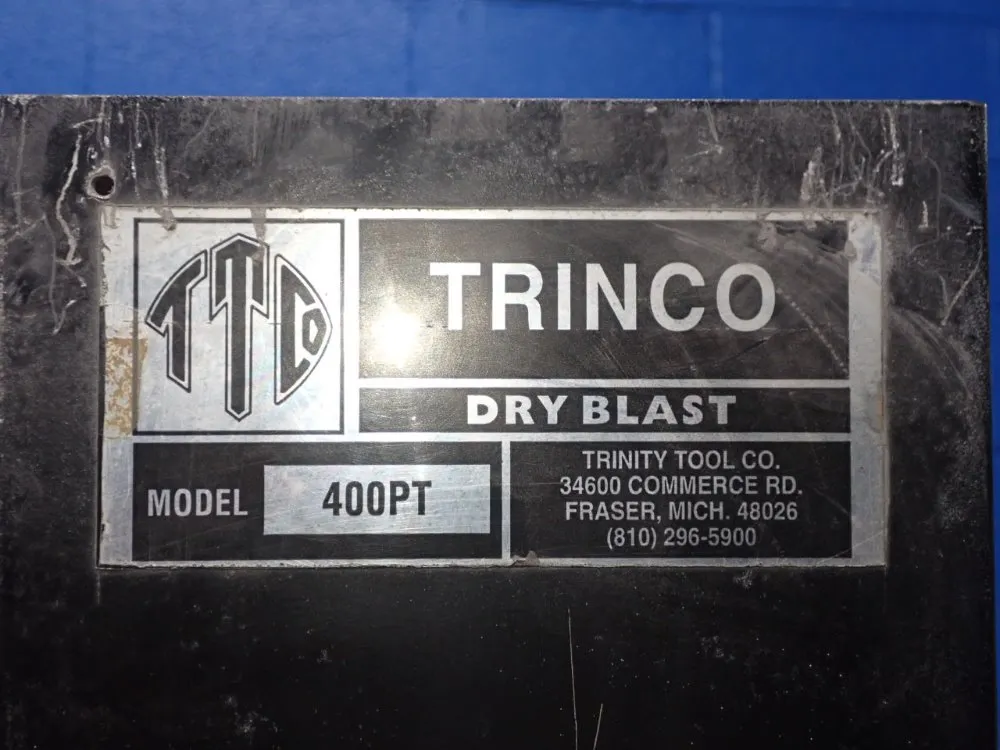 TTCO
TRINCO
DRY BLAST
MODEL 400PT
TRINITY TOOL CO.
34600 COMMERCE RD.
FRASER, MICH. 48026
(810) 296-5900